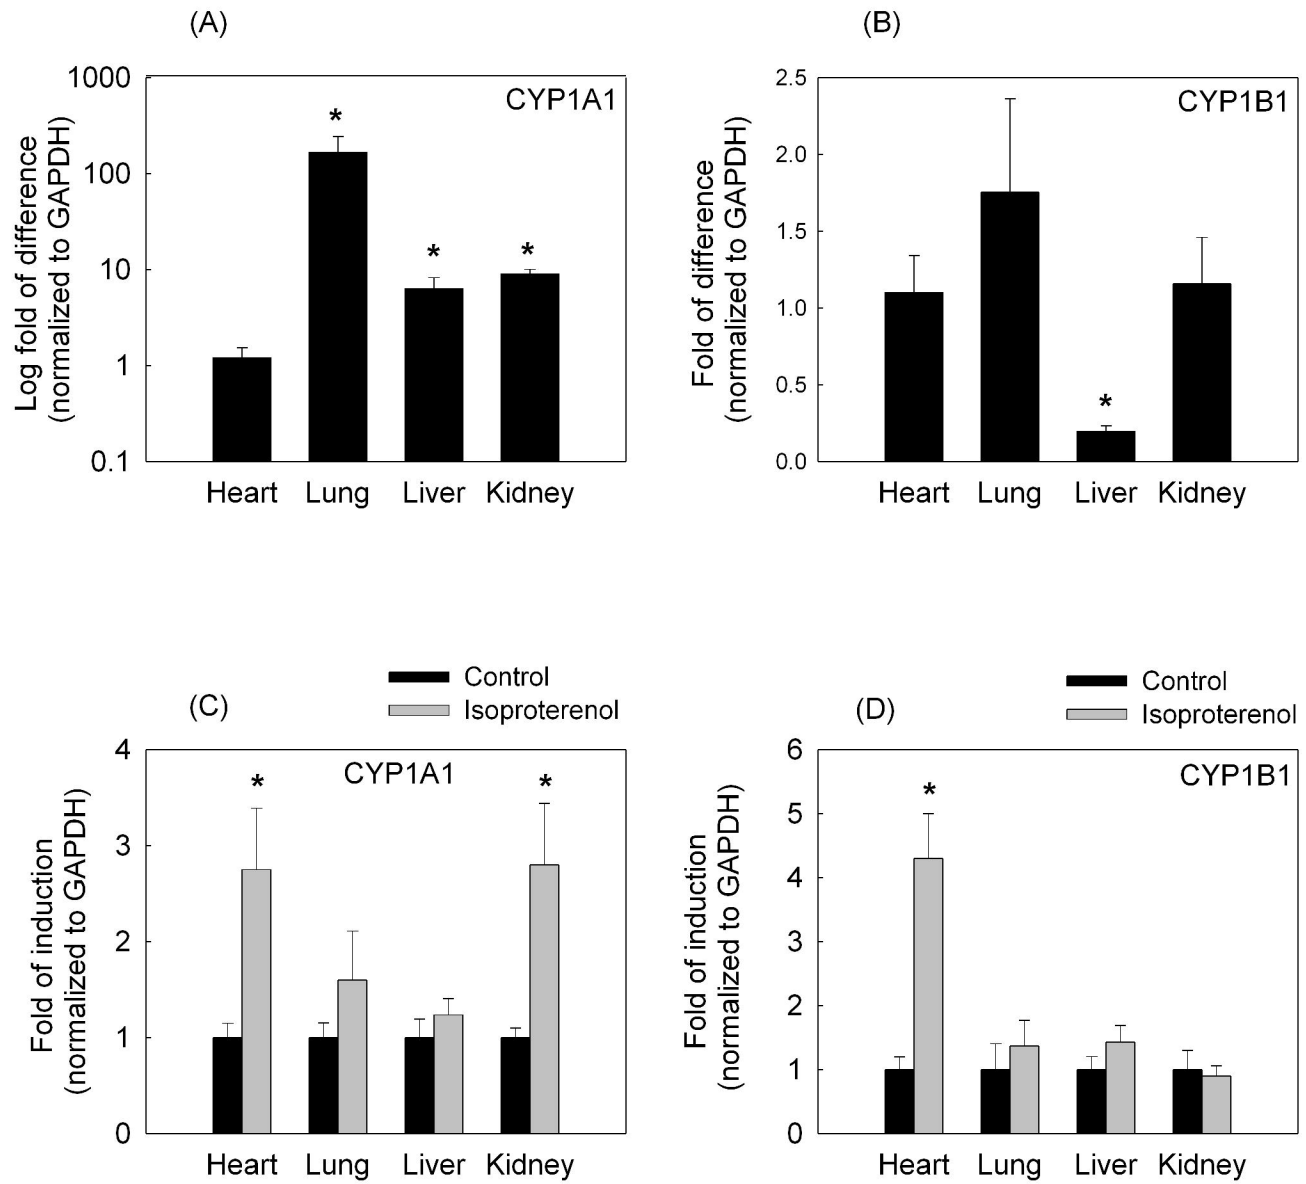 (A)
1000
100
10
1
0.1
Log fold of difference
(normalized to GAPDH)
CYP1A1
*
*
*
Heart Lung Liver Kidney
(B)
2.5
2.0
1.5
1.0
0.5
0.0
Fold of difference
(normalized to GAPDH)
CYP1B1
*
Heart Lung Liver Kidney
(C)
Control
Isoproterenol
4
3
2
1
0
Fold of induction
(normalized to GAPDH)
CYP1A1
*
*
Heart Lung Liver Kidney
(D)
Control
Isoproterenol
6
5
4
3
2
1
0
Fold of induction
(normalized to GAPDH)
CYP1B1
*
Heart Lung Liver Kidney